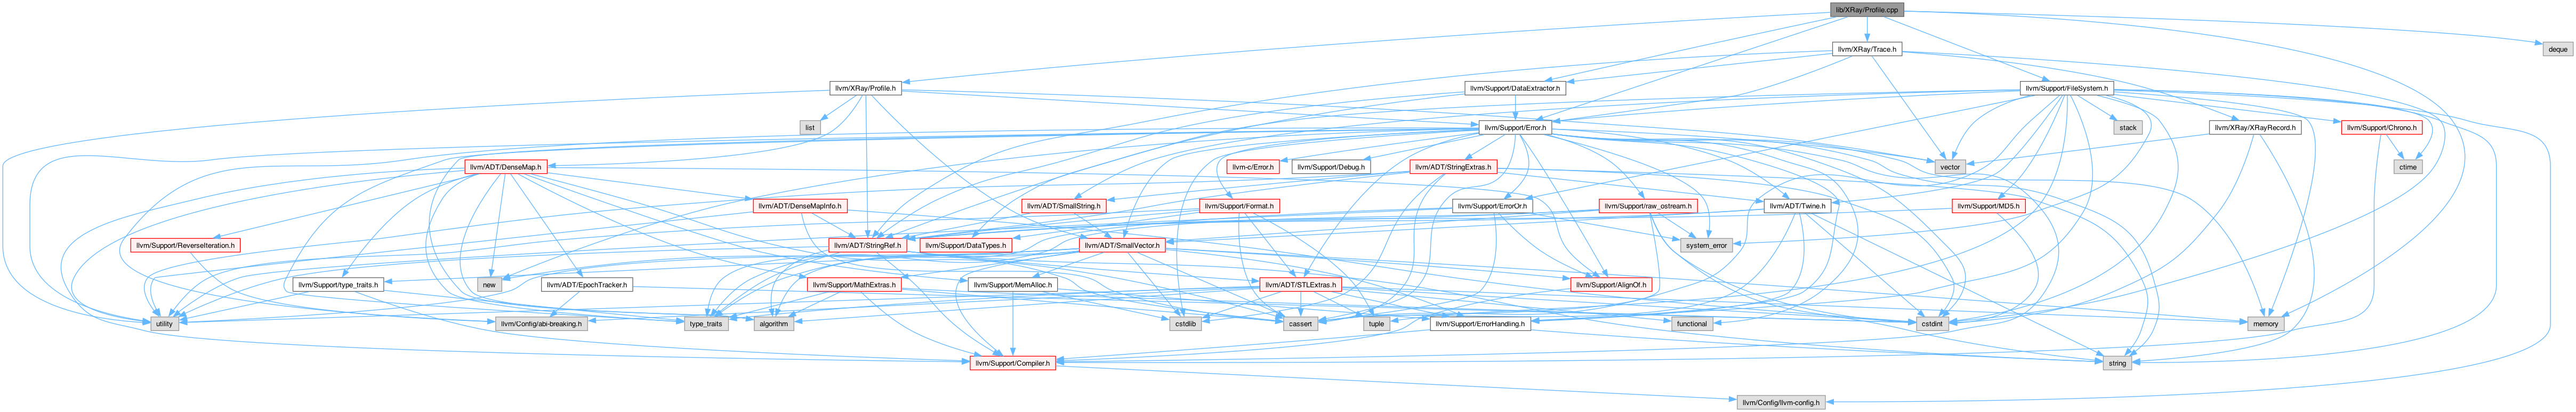 lib/XRay/Profile.cpp
deque
llvm/XRay/Trace.h
llvm/XRay/Profile.h
llvm/Support/DataExtractor.h
llvm/Support/FileSystem.h
list
llvm/Support/Error.h
stack
llvm/Support/Chrono.h
llvm/XRay/XRayRecord.h
llvm/ADT/DenseMap.h
llvm-c/Error.h
llvm/Support/Debug.h
llvm/ADT/StringExtras.h
vector
ctime
llvm/ADT/DenseMapInfo.h
llvm/ADT/SmallString.h
llvm/Support/Format.h
llvm/Support/ErrorOr.h
llvm/Support/raw_ostream.h
llvm/ADT/Twine.h
llvm/Support/MD5.h
llvm/Support/ReverseIteration.h
llvm/ADT/StringRef.h
llvm/Support/DataTypes.h
llvm/ADT/SmallVector.h
system_error
llvm/Support/type_traits.h
new
llvm/ADT/EpochTracker.h
llvm/Support/MathExtras.h
llvm/Support/MemAlloc.h
llvm/ADT/STLExtras.h
llvm/Support/AlignOf.h
utility
llvm/Config/abi-breaking.h
type_traits
algorithm
cstdlib
cassert
tuple
llvm/Support/ErrorHandling.h
functional
cstdint
memory
llvm/Support/Compiler.h
string
llvm/Config/llvm-config.h